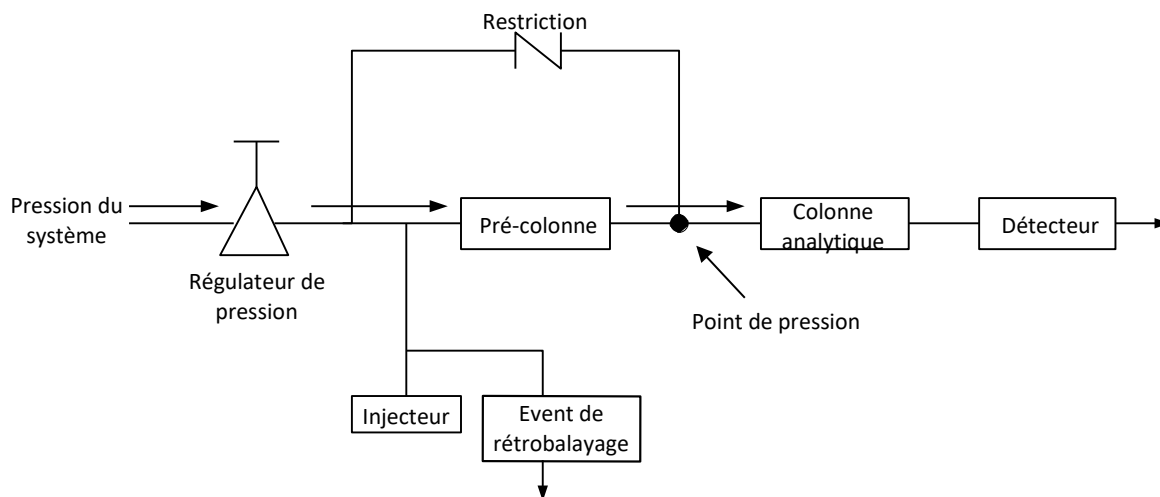 Restriction
Pression du
système
Régulateur de
pression
Pré-colonne
Colonne
analytique
Détecteur
Point de pression
Injecteur
Event de
rétrobalayage